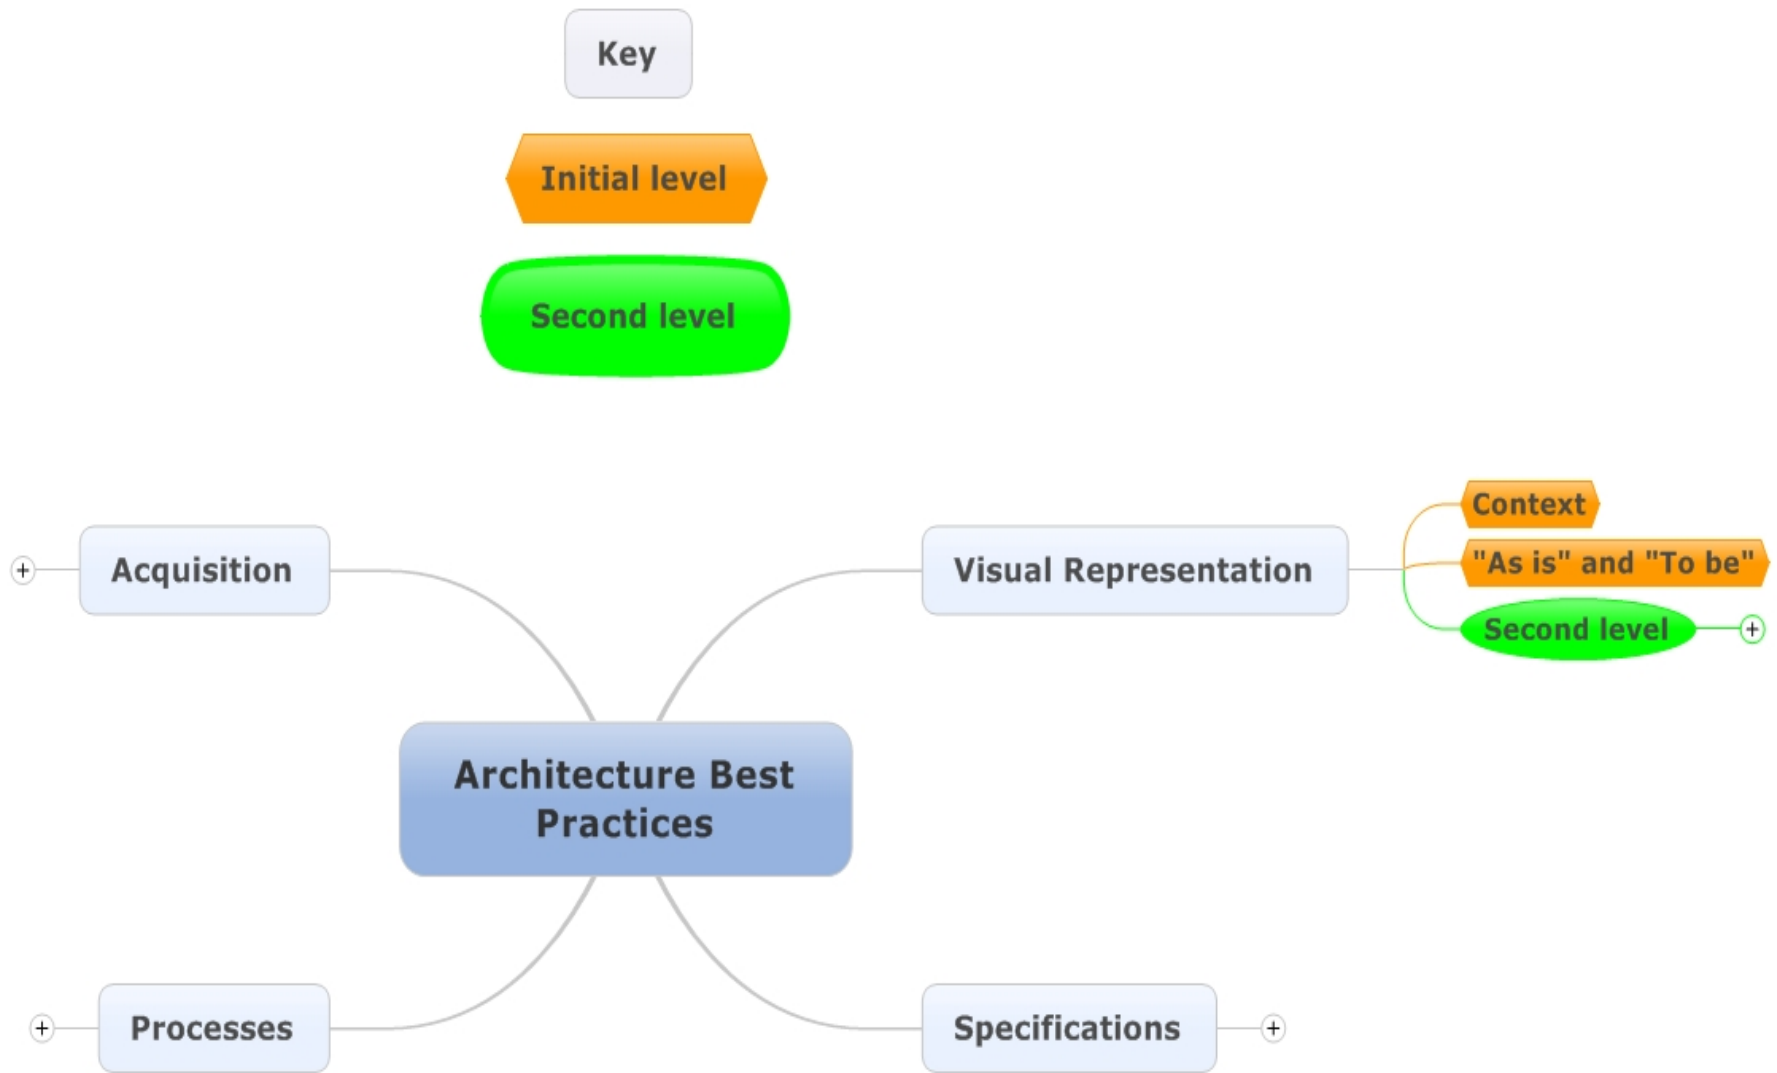 Key
Initial level
Second level
Context
Acquisition
Visual Representation
"As is" and "To be"
Second level
Architecture Best
Practices
Processes
Specifications